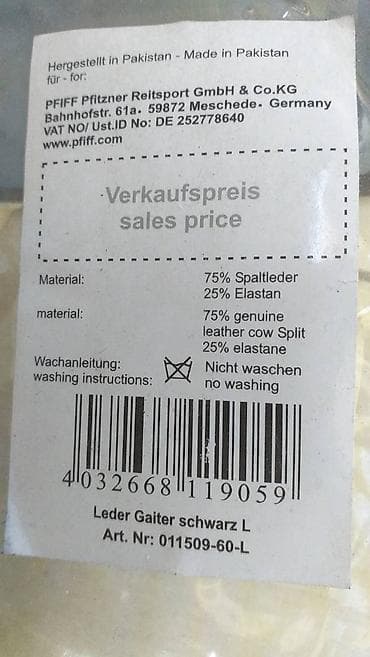 Hergestellt in Pakistan - Made in Pakistan
für - for:
PFIFF Pfitzner Reitsport GmbH & Co.KG
Bahnhofstr. 61a. 59872 Meschede. Germany
VAT NO/ Ust.ID No: DE 252778640
www.pfiff.com
Verkaufspreis
sales price
Material: 75% Spaltleder
25% Elastan
material: 75% genuine
leather cow Split
25% elastane
Wachanleitung: Nicht waschen
washing instructions: no washing
4 032668 119059
Leder Gaiter schwarz L
Art. Nr: 011509-60-L